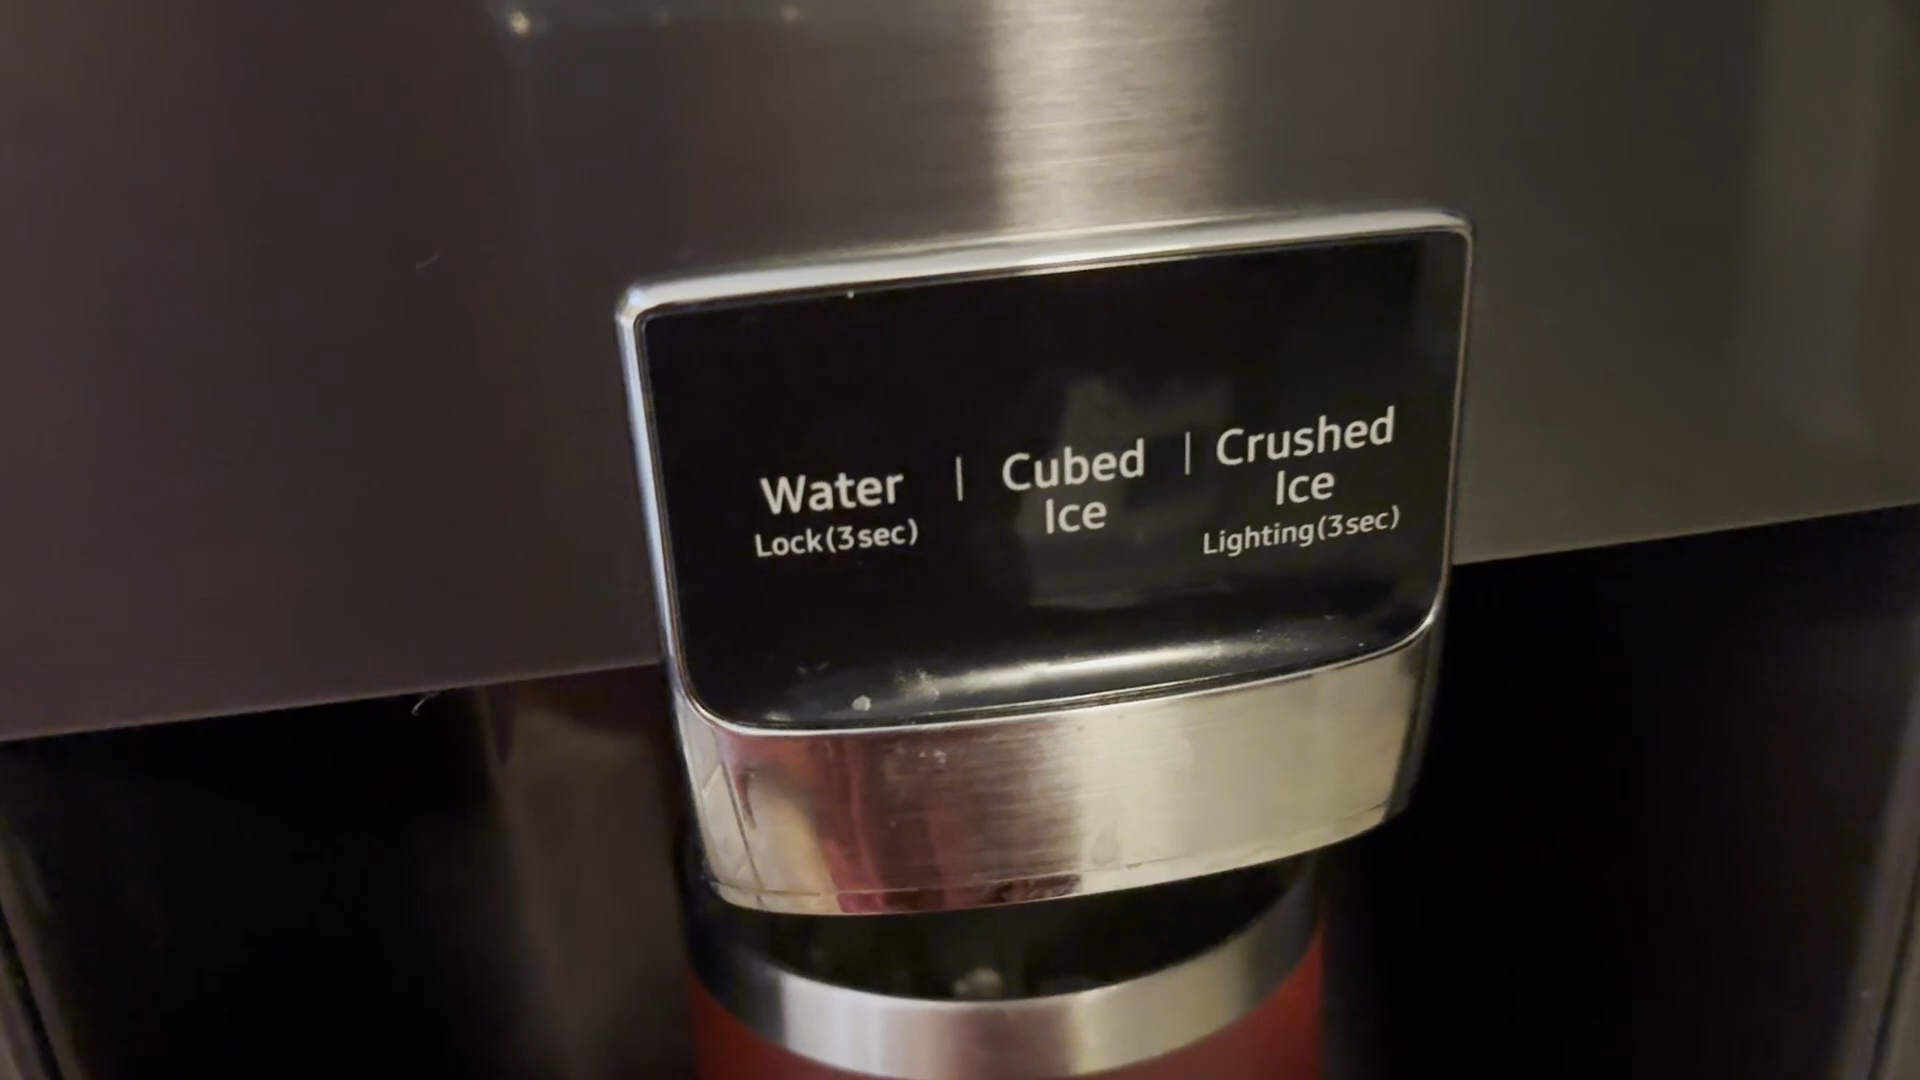 Water | Cubed Ice | Crushed Ice
Lock(3sec)
Lighting(3sec)